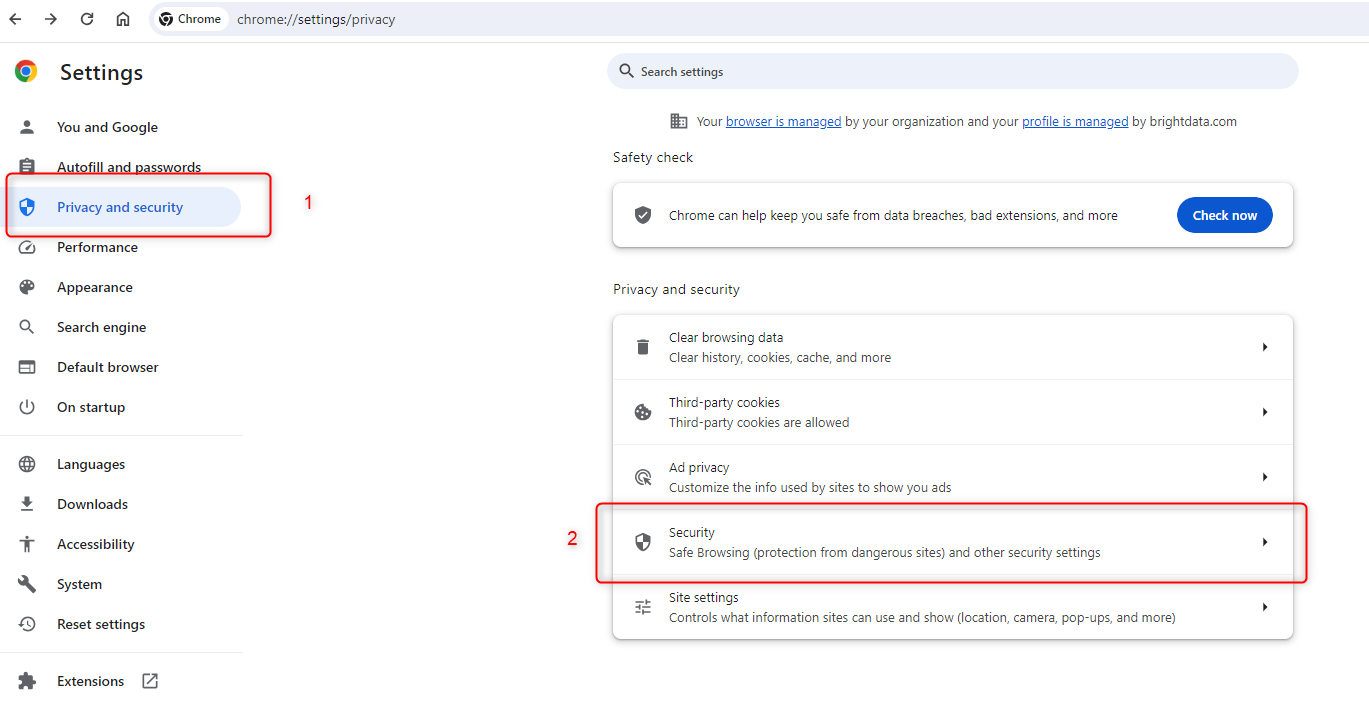 Chrome chrome://settings/privacy
Settings
Search settings
You and Google
Autofill and passwords
Privacy and security
1
Performance
Appearance
Search engine
Default browser
On startup
Languages
Downloads
Accessibility
System
Reset settings
Extensions
Your browser is managed by your organization and your profile is managed by brightdata.com
Safety check
Chrome can help keep you safe from data breaches, bad extensions, and more
Check now
Privacy and security
Clear browsing data
Clear history, cookies, cache, and more
Third-party cookies
Third-party cookies are allowed
Ad privacy
Customize the info used by sites to show you ads
2
Security
Safe Browsing (protection from dangerous sites) and other security settings
Site settings
Controls what information sites can use and show (location, camera, pop-ups, and more)